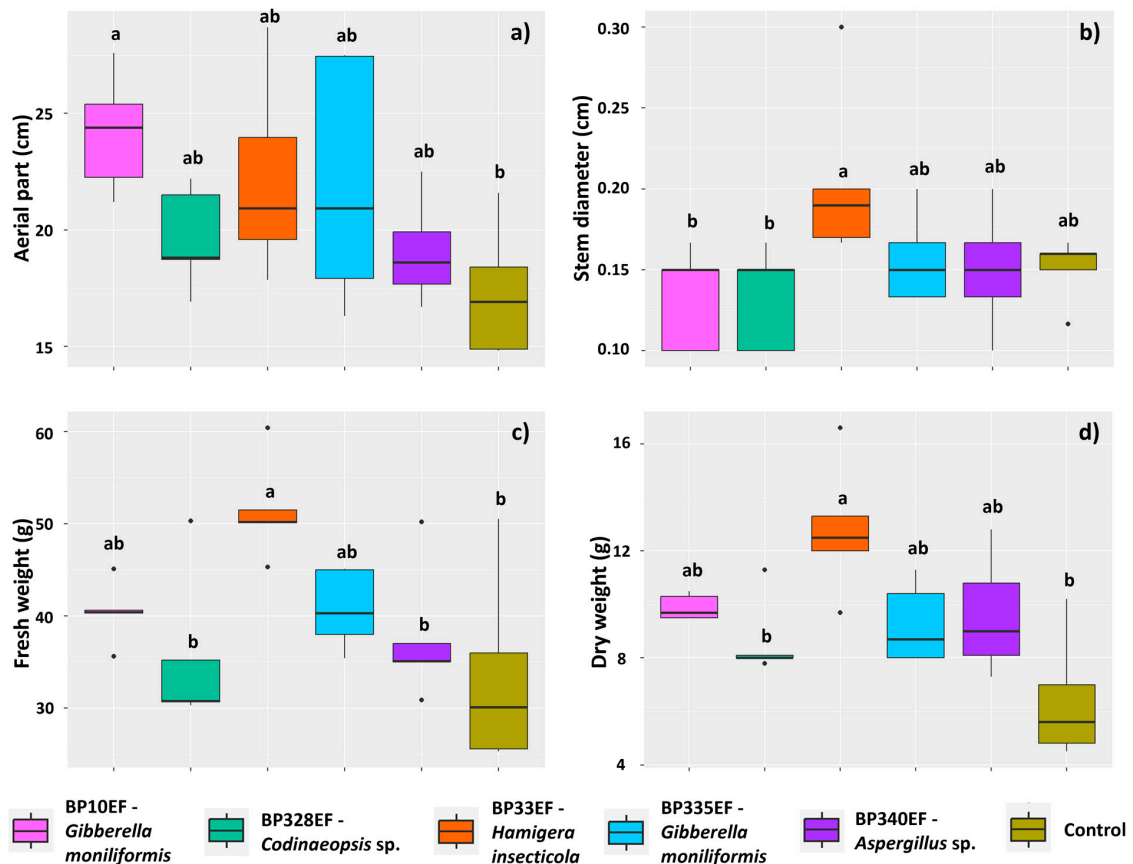 a)
Aerial part (cm)
25
20
15
a
ab
ab
ab
ab
b
b)
Stem diameter (cm)
0.30
0.25
0.20
0.15
0.10
b
b
a
ab
ab
ab
c)
Fresh weight (g)
60
50
40
30
ab
b
a
ab
b
b
d)
Dry weight (g)
16
12
8
4
ab
b
a
ab
ab
b
BP10EF -
Gibberella
moniliformis
BP328EF -
Codinaeopsis sp.
BP33EF -
Hamigera
insecticola
BP335EF -
Gibberella
moniliformis
BP340EF -
Aspergillus sp.
Control